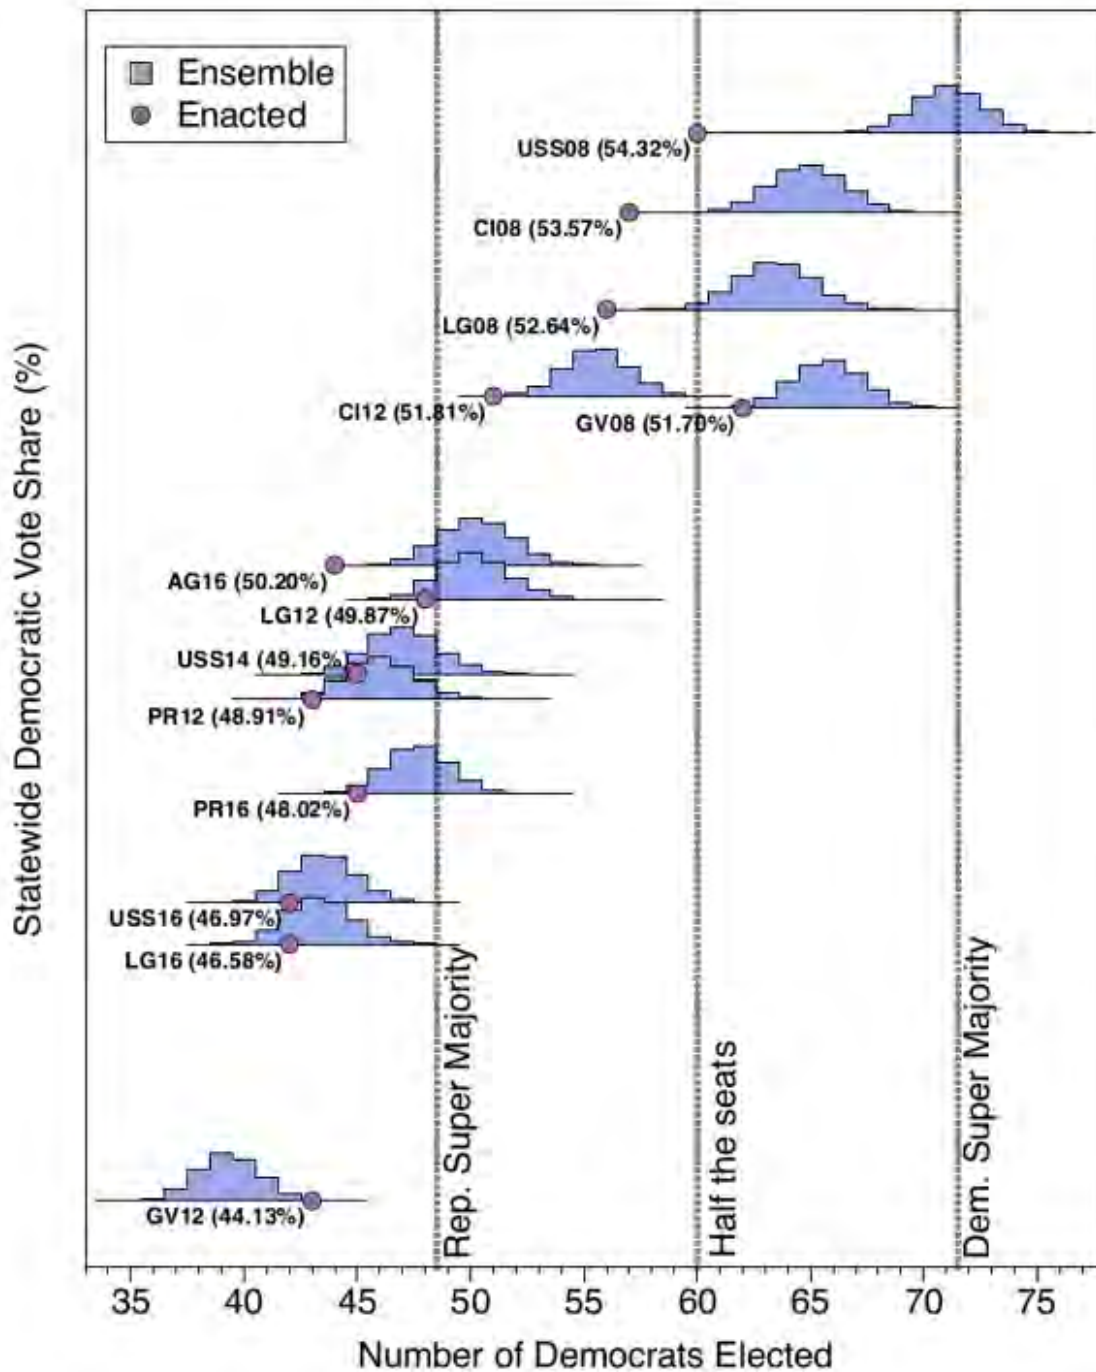 Ensemble
Enacted
USS08 (54.32%)
CI08 (53.57%)
LG08 (52.64%)
CI12 (51.81%)
GV08 (51.70%)
AG16 (50.20%)
LG12 (49.87%)
USS14 (49.16%
PR12 (48.91%)
PR16 (48.02%)
USS16 (46.97%)
LG16 (46.58%)
GV12 (44.13%)
Rep. Super Majority
Half the seats
Dem. Super Majority
Statewide Democratic Vote Share (%)
35 40 45 50 55 60 65 70 75
Number of Democrats Elected